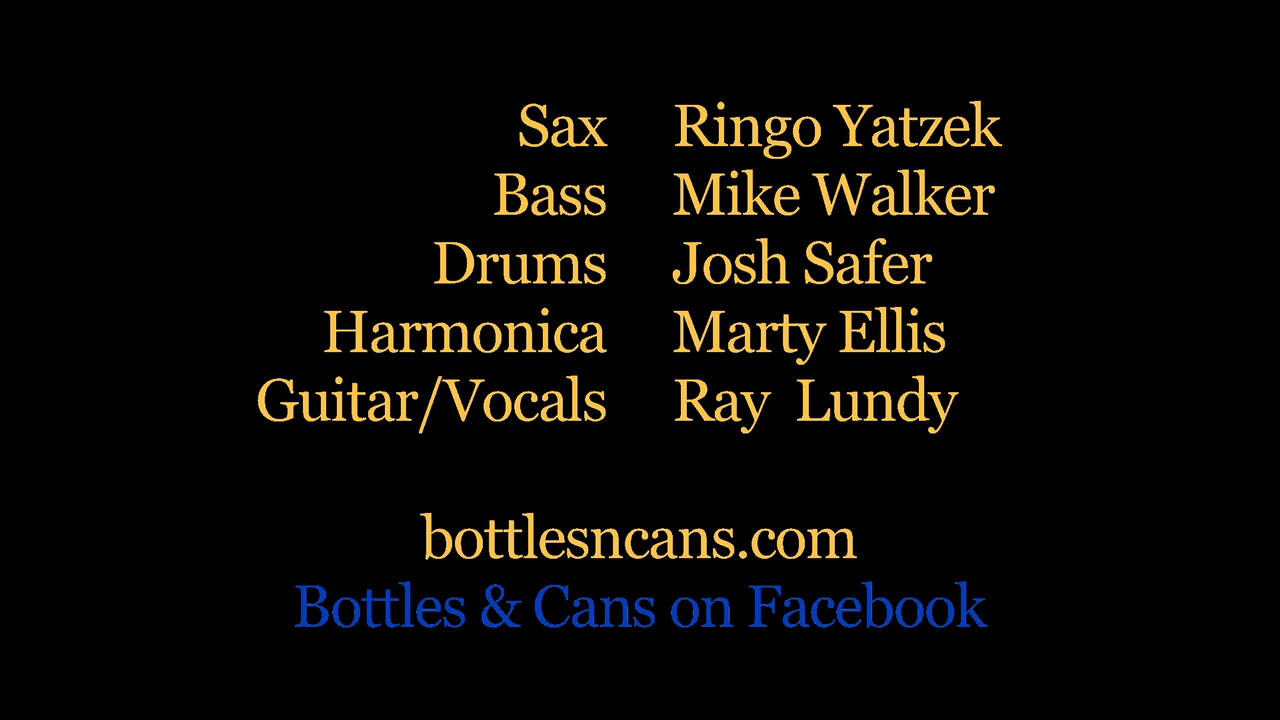 Sax Ringo Yatzek
Bass Mike Walker
Drums Josh Safer
Harmonica Marty Ellis
Guitar/Vocals Ray Lundy
bottlesncans.com
Bottles & Cans on Facebook